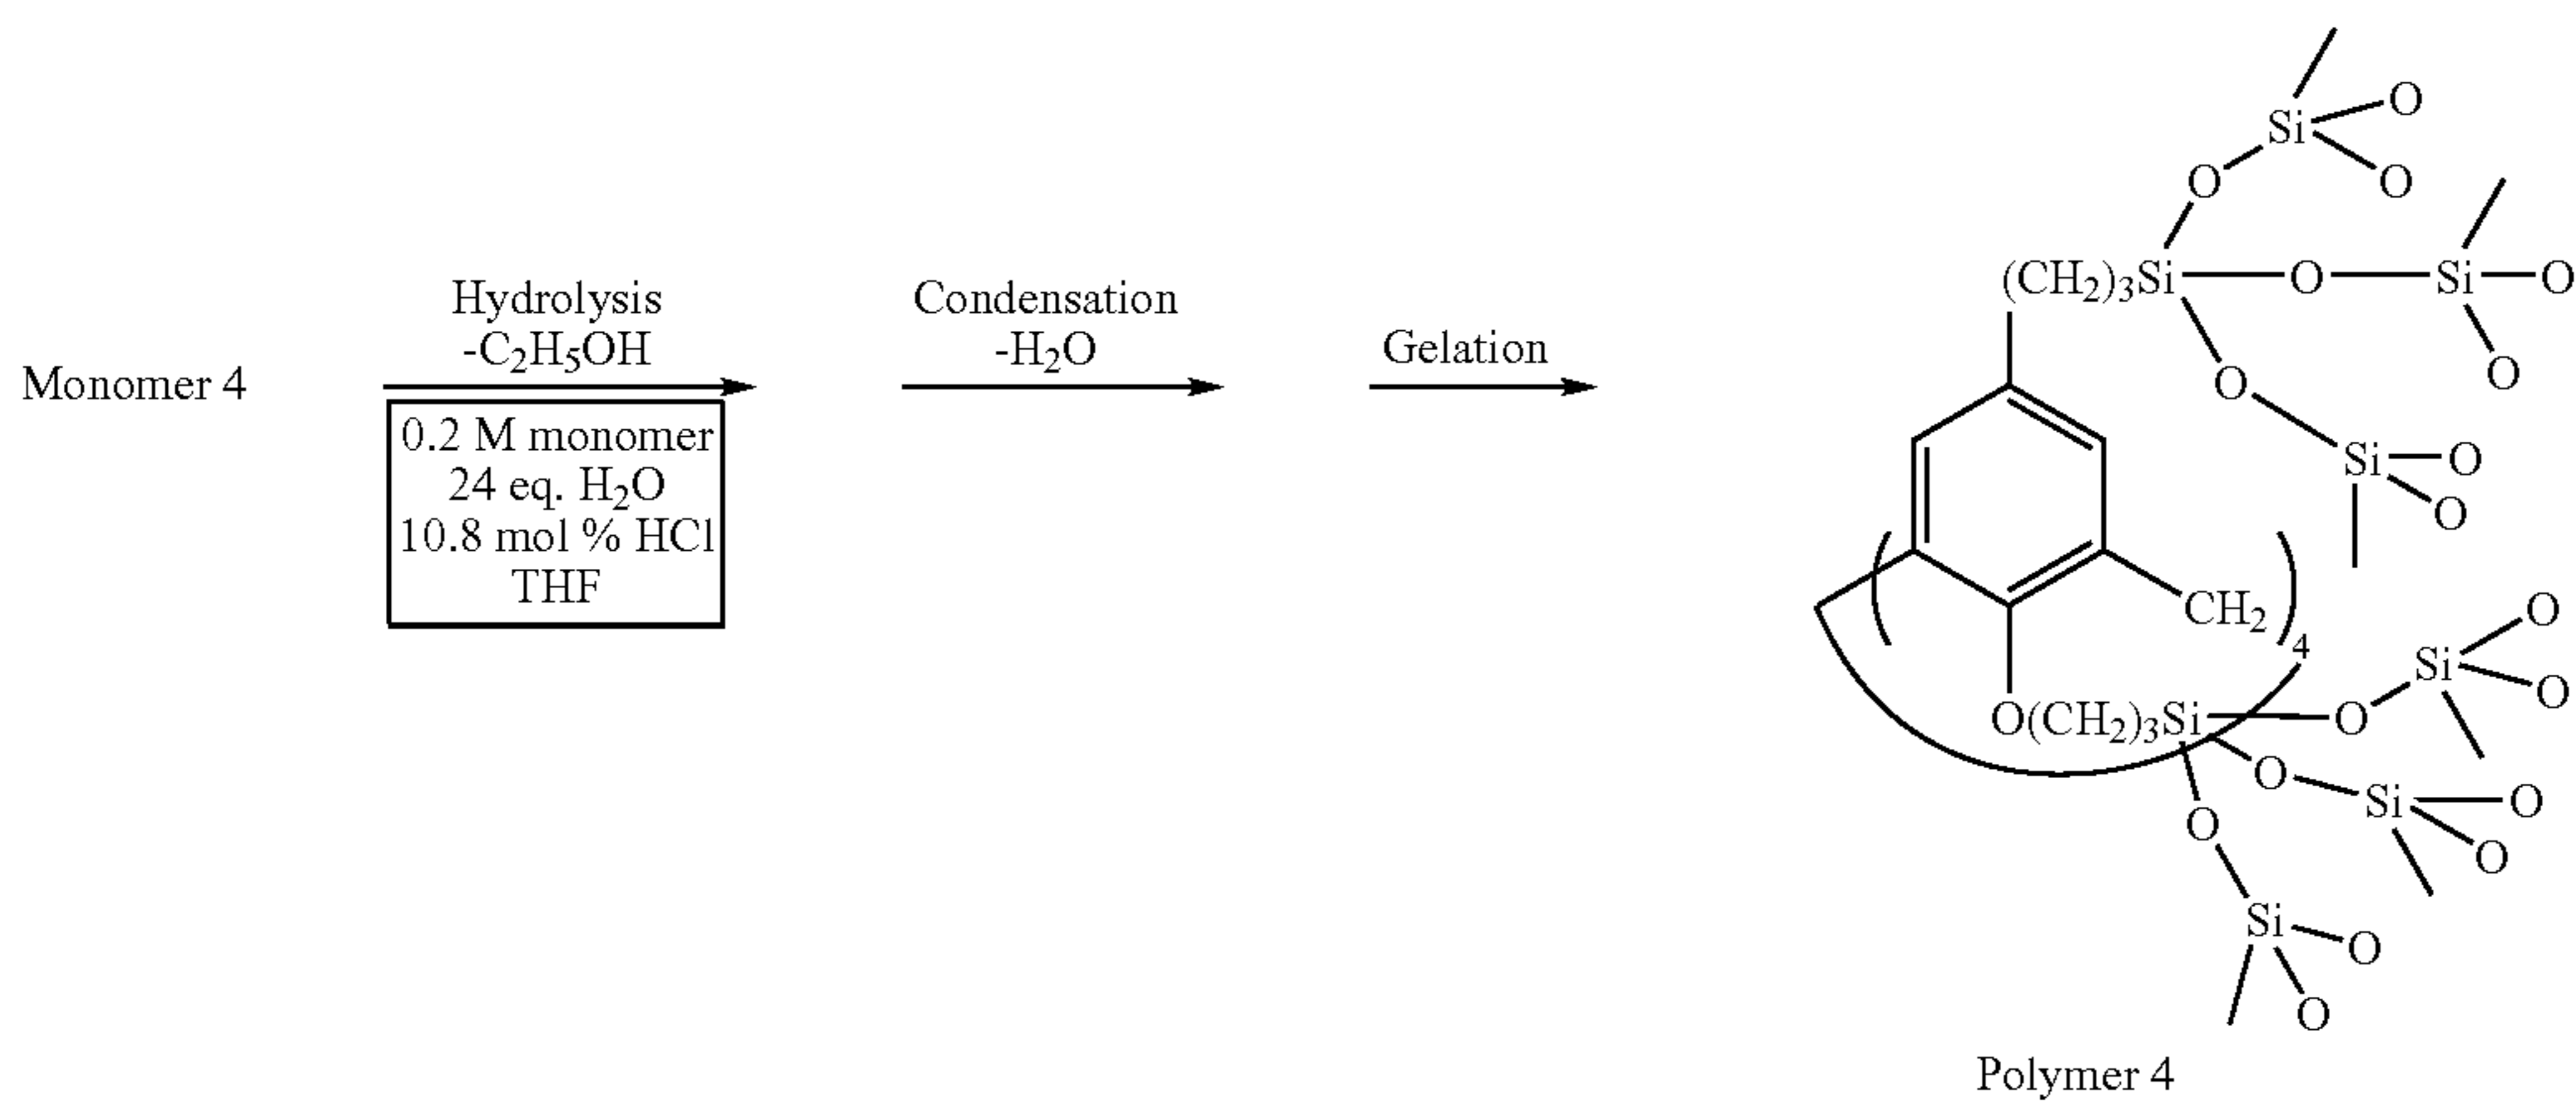 Monomer 4
Hydrolysis
-C₂H₅OH
0.2 M monomer
24 eq. H₂O
10.8 mol % HCl
THF
Condensation
-H₂O
Gelation
Si
O
O
O
(CH₂)₃Si
O
Si
O
O
O
Si
O
O
CH₂
4
O(CH₂)₃Si
O
Si
O
O
O
Si
O
O
O
Si
O
O
Polymer 4